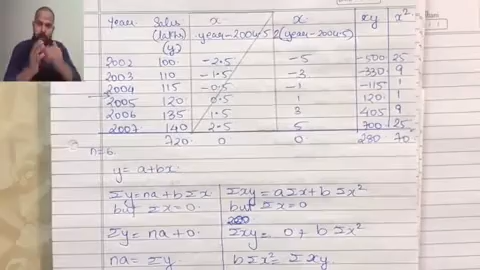 Year Sales x x xy x²
(lakhs) year-2004.5 2(year-2004.5)
(y)
2002 100 -2.5 -5 -500 25
2003 110 -1.5 -3 -330 9
2004 115 -0.5 -1 -115 1
2005 120 0.5 1 120 1
2006 135 1.5 3 405 9
2007 140 2.5 5 700 25
720 0 0 280 70
n=6
y = a+bx
Σy=na+bΣx Σxy=aΣx+bΣx²
but Σx=0 but Σx=0
Σy= na+0 Σxy= 0+ bΣx²
na= Σy bΣx²= Σxy